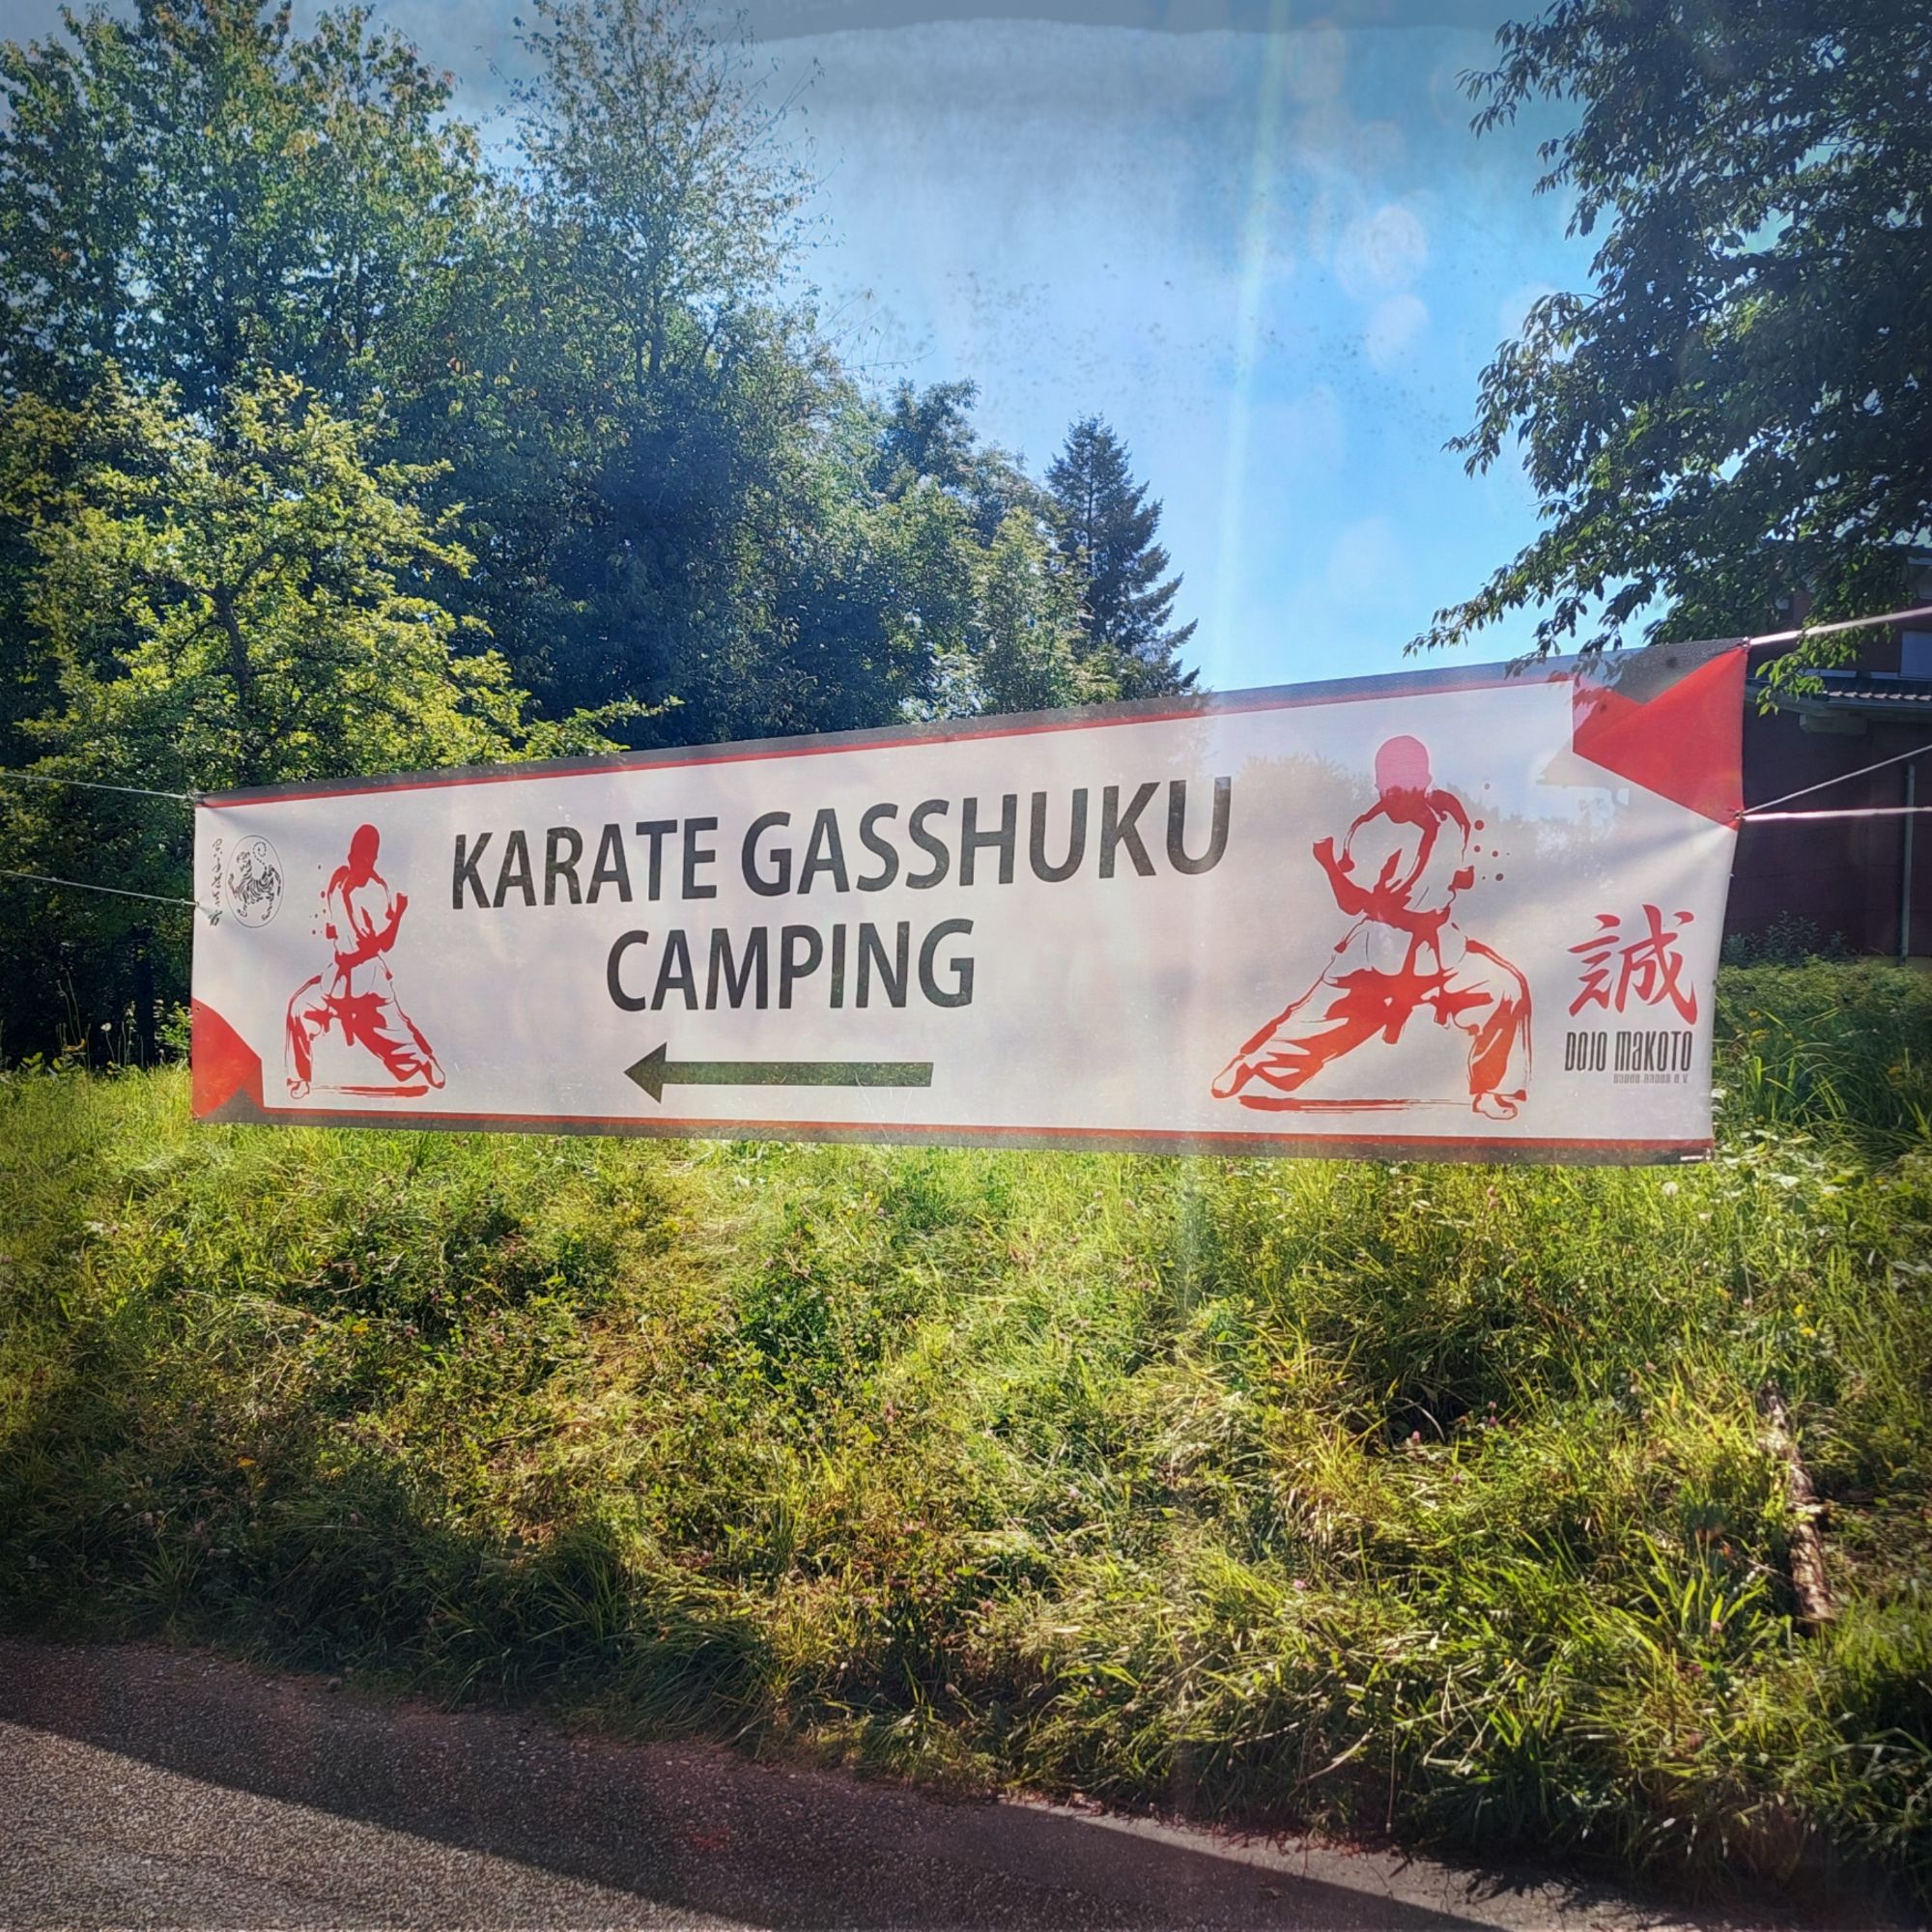 KARATE GASSHUKU
CAMPING
誠
DOJO MAKOTO